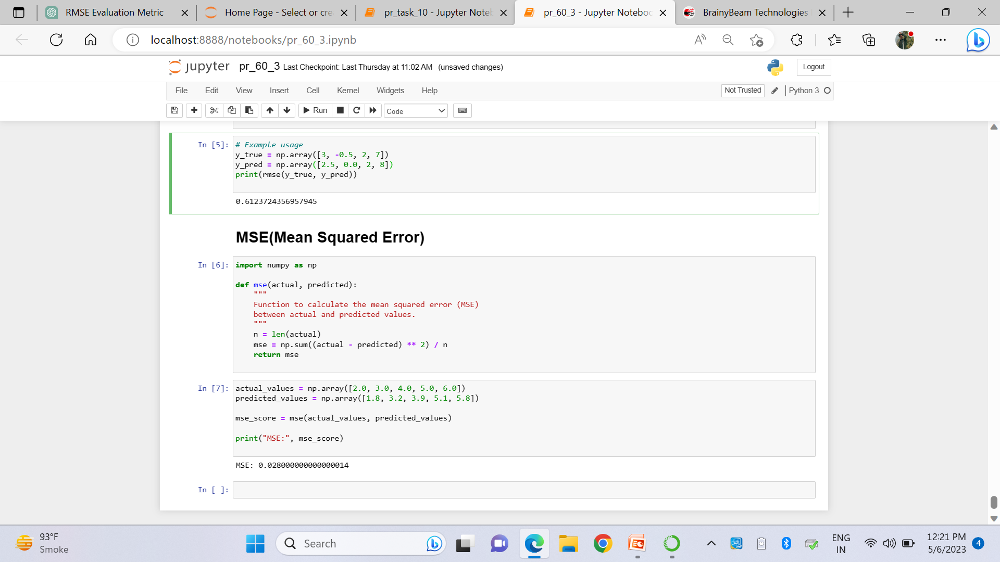 RMSE Evaluation Metric
Home Page - Select or cre
pr_task_10 - Jupyter Noteb
pr_60_3 - Jupyter Noteboo
BrainyBeam Technologies
localhost:8888/notebooks/pr_60_3.ipynb
jupyter pr_60_3 Last Checkpoint: Last Thursday at 11:02 AM (unsaved changes)
Logout
File Edit View Insert Cell Kernel Widgets Help
Not Trusted
Python 3
Run
Code
In [5]: # Example usage
y_true = np.array([3, -0.5, 2, 7])
y_pred = np.array([2.5, 0.0, 2, 8])
print(rmse(y_true, y_pred))
0.6123724356957945
MSE(Mean Squared Error)
In [6]: import numpy as np
def mse(actual, predicted):
"""
Function to calculate the mean squared error (MSE)
between actual and predicted values.
"""
n = len(actual)
mse = np.sum((actual - predicted) ** 2) / n
return mse
In [7]: actual_values = np.array([2.0, 3.0, 4.0, 5.0, 6.0])
predicted_values = np.array([1.8, 3.2, 3.9, 5.1, 5.8])
mse_score = mse(actual_values, predicted_values)
print("MSE:", mse_score)
MSE: 0.028000000000000014
In [ ]:
93°F
Smoke
Search
ENG
IN
12:21 PM
5/6/2023
4